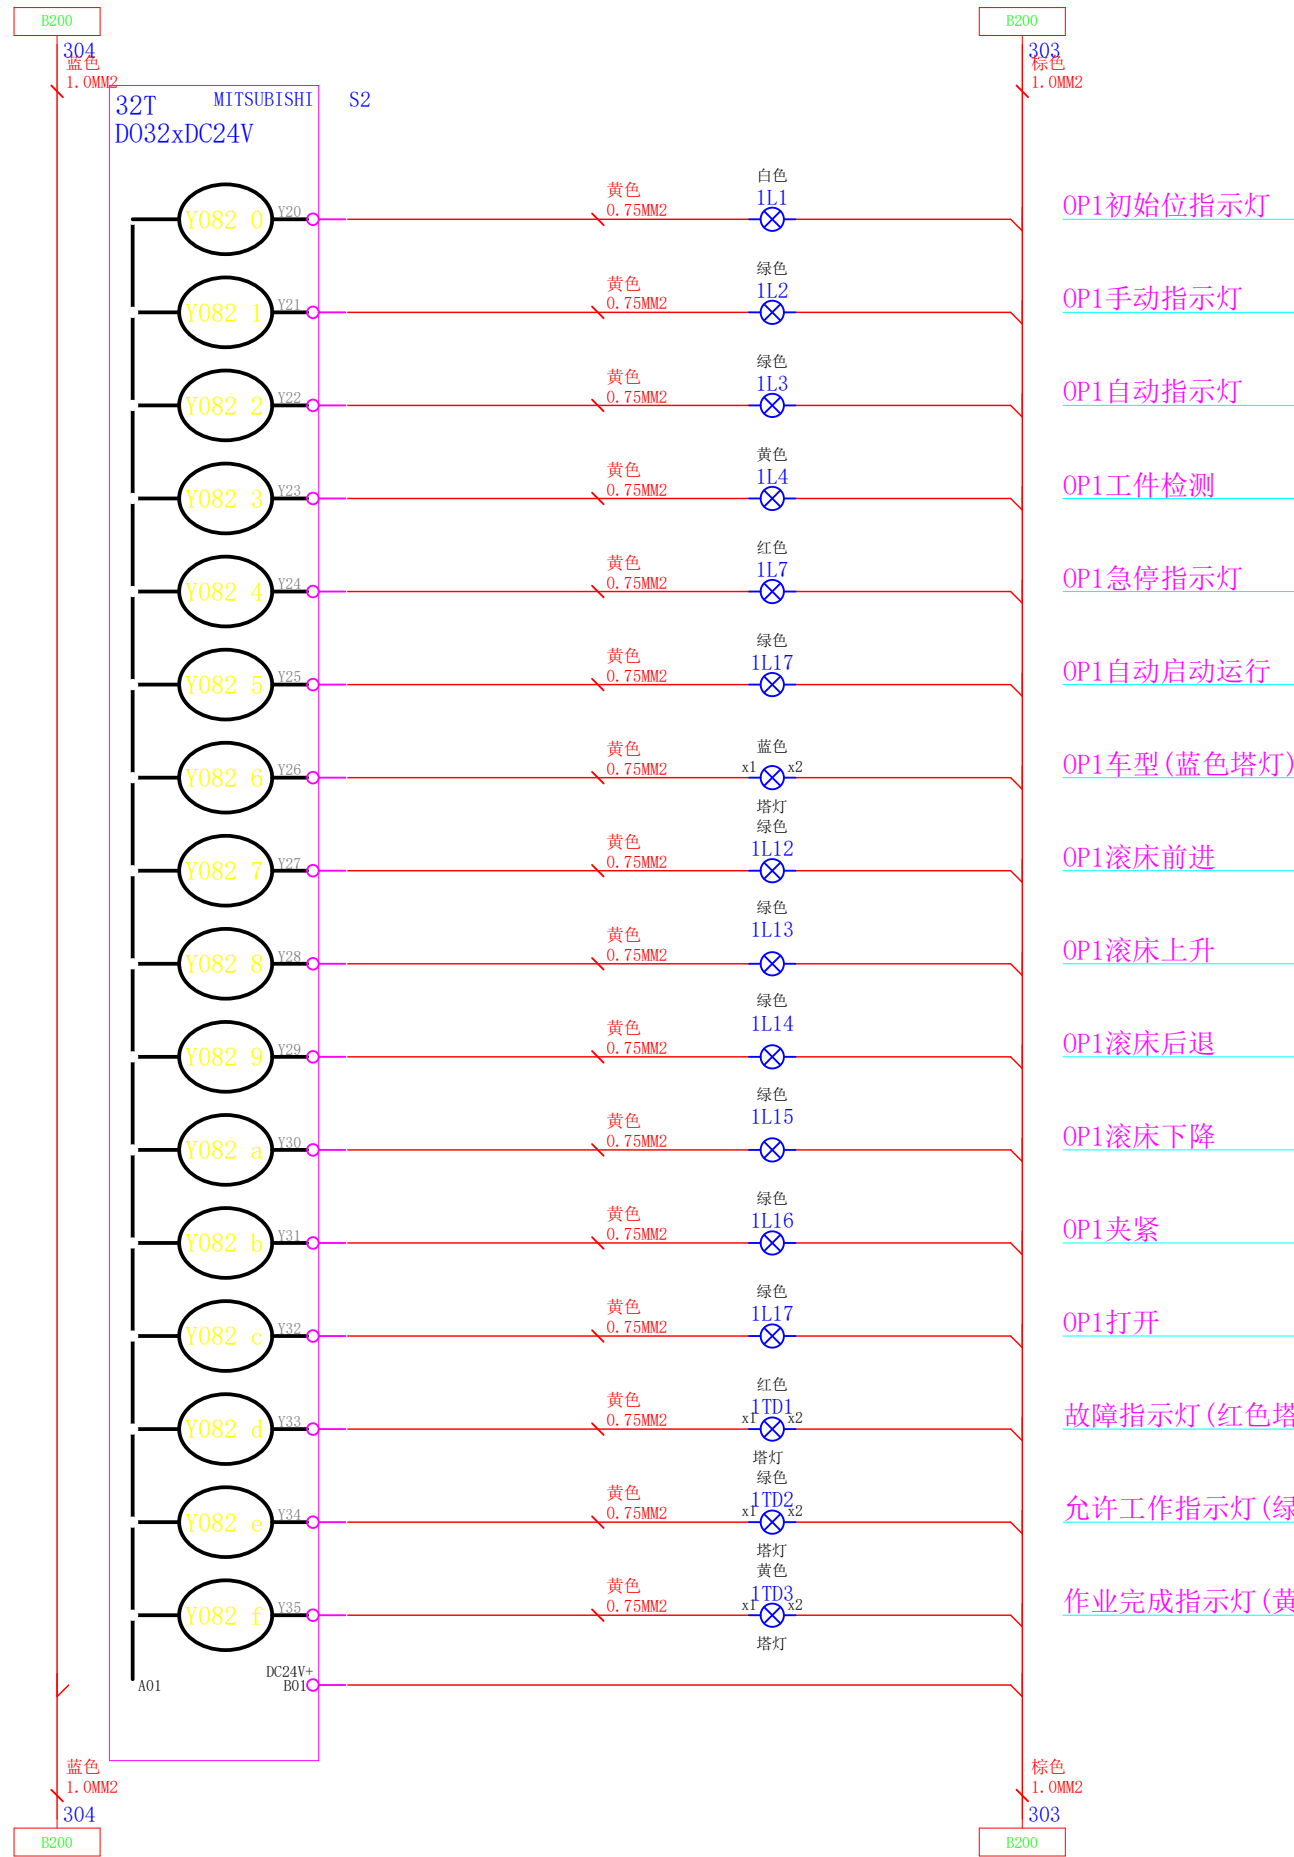 B200
B200
304
303
蓝色
1.0MM2
棕色
1.0MM2
32T
MITSUBISHI
S2
DO32xDC24V
Y082 0
Y20
黄色
0.75MM2
白色
1L1
OP1初始位指示灯
Y082 1
Y21
黄色
0.75MM2
绿色
1L2
OP1手动指示灯
Y082 2
Y22
黄色
0.75MM2
绿色
1L3
OP1自动指示灯
Y082 3
Y23
黄色
0.75MM2
黄色
1L4
OP1工件检测
Y082 4
Y24
黄色
0.75MM2
红色
1L7
OP1急停指示灯
Y082 5
Y25
黄色
0.75MM2
绿色
1L17
OP1自动启动运行
Y082 6
Y26
黄色
0.75MM2
蓝色
x1
x2
塔灯
OP1车型(蓝色塔灯)
Y082 7
Y27
黄色
0.75MM2
绿色
1L12
OP1滚床前进
Y082 8
Y28
黄色
0.75MM2
绿色
1L13
OP1滚床上升
Y082 9
Y29
黄色
0.75MM2
绿色
1L14
OP1滚床后退
Y082 a
Y30
黄色
0.75MM2
绿色
1L15
OP1滚床下降
Y082 b
Y31
黄色
0.75MM2
绿色
1L16
OP1夹紧
Y082 c
Y32
黄色
0.75MM2
绿色
1L17
OP1打开
Y082 d
Y33
黄色
0.75MM2
红色
1TD1
x1
x2
塔灯
故障指示灯(红色塔
Y082 e
Y34
黄色
0.75MM2
绿色
1TD2
x1
x2
塔灯
允许工作指示灯(绿
Y082 f
Y35
黄色
0.75MM2
黄色
1TD3
x1
x2
塔灯
作业完成指示灯(黄
A01
DC24V+
B01
蓝色
1.0MM2
304
B200
棕色
1.0MM2
303
B200